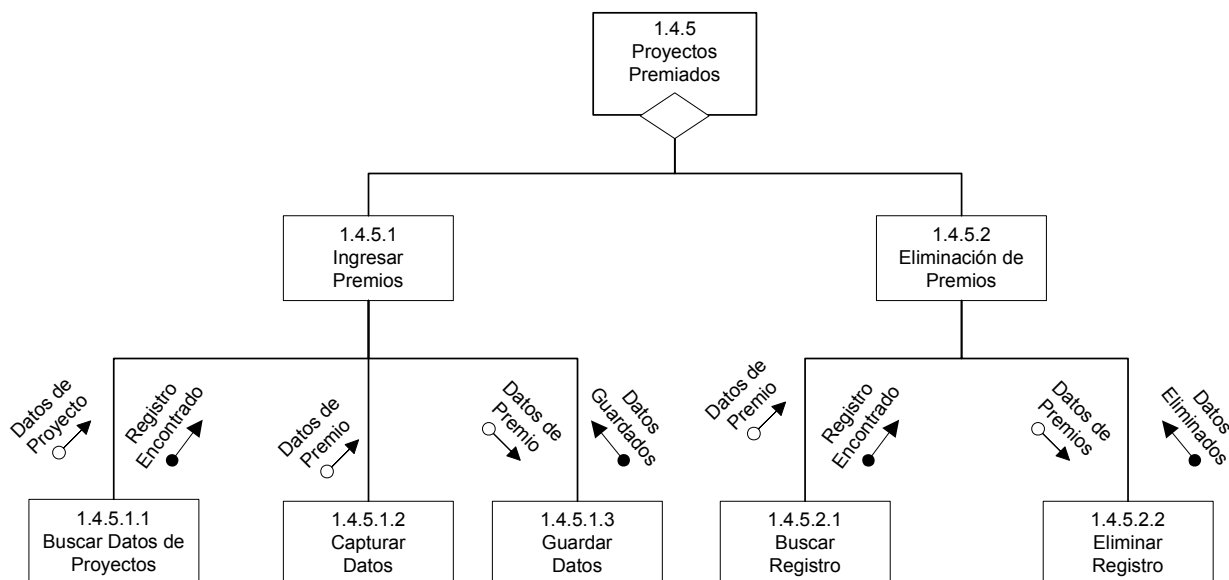 1.4.5
Proyectos
Premiados
1.4.5.1
Ingresar
Premios
1.4.5.2
Eliminación de
Premios
Datos de
Proyecto
Registro
Encontrado
Datos de
Premio
Datos de
Premio
Datos
Guardados
Datos de
Premio
Registro
Encontrado
Datos de
Premios
Datos
Eliminados
1.4.5.1.1
Buscar Datos de
Proyectos
1.4.5.1.2
Capturar
Datos
1.4.5.1.3
Guardar
Datos
1.4.5.2.1
Buscar
Registro
1.4.5.2.2
Eliminar
Registro